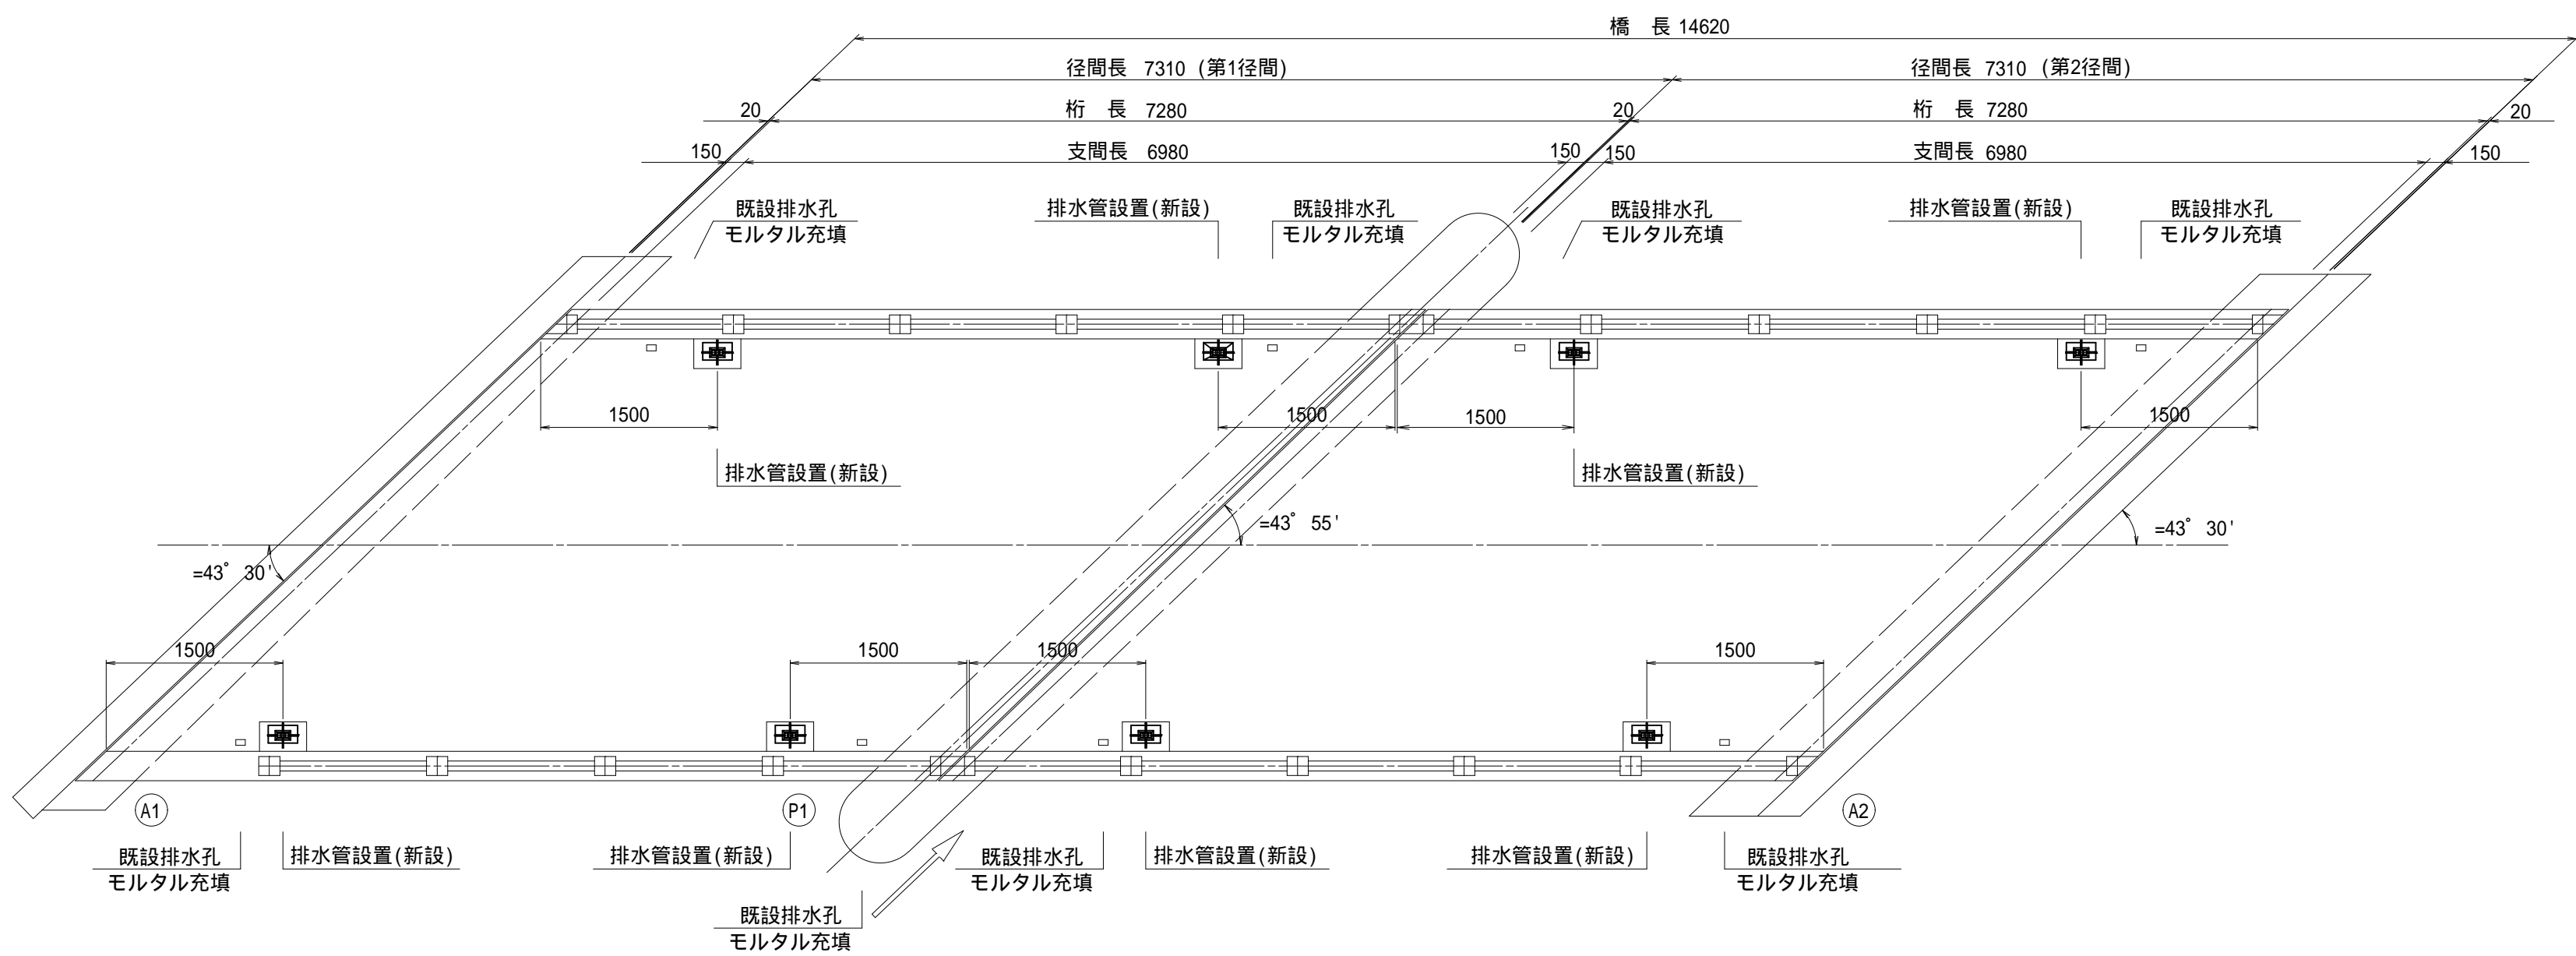 橋　長 14620
径間長 7310 (第1径間)
径間長 7310 (第2径間)
20
桁　長 7280
20
桁　長 7280
20
150
支間長 6980
150
150
支間長 6980
150
既設排水孔
モルタル充填
排水管設置(新設)
既設排水孔
モルタル充填
既設排水孔
モルタル充填
排水管設置(新設)
既設排水孔
モルタル充填
1500
1500
1500
1500
排水管設置(新設)
排水管設置(新設)
=43° 30'
=43° 55'
=43° 30'
1500
1500
1500
1500
A1
P1
A2
既設排水孔
モルタル充填
排水管設置(新設)
排水管設置(新設)
既設排水孔
モルタル充填
排水管設置(新設)
排水管設置(新設)
既設排水孔
モルタル充填
既設排水孔
モルタル充填